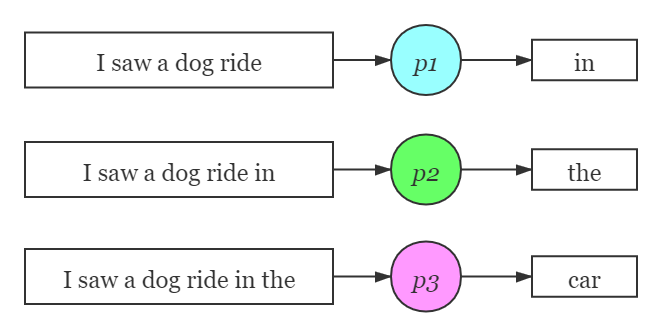 I saw a dog ride p1 in
I saw a dog ride in p2 the
I saw a dog ride in the p3 car